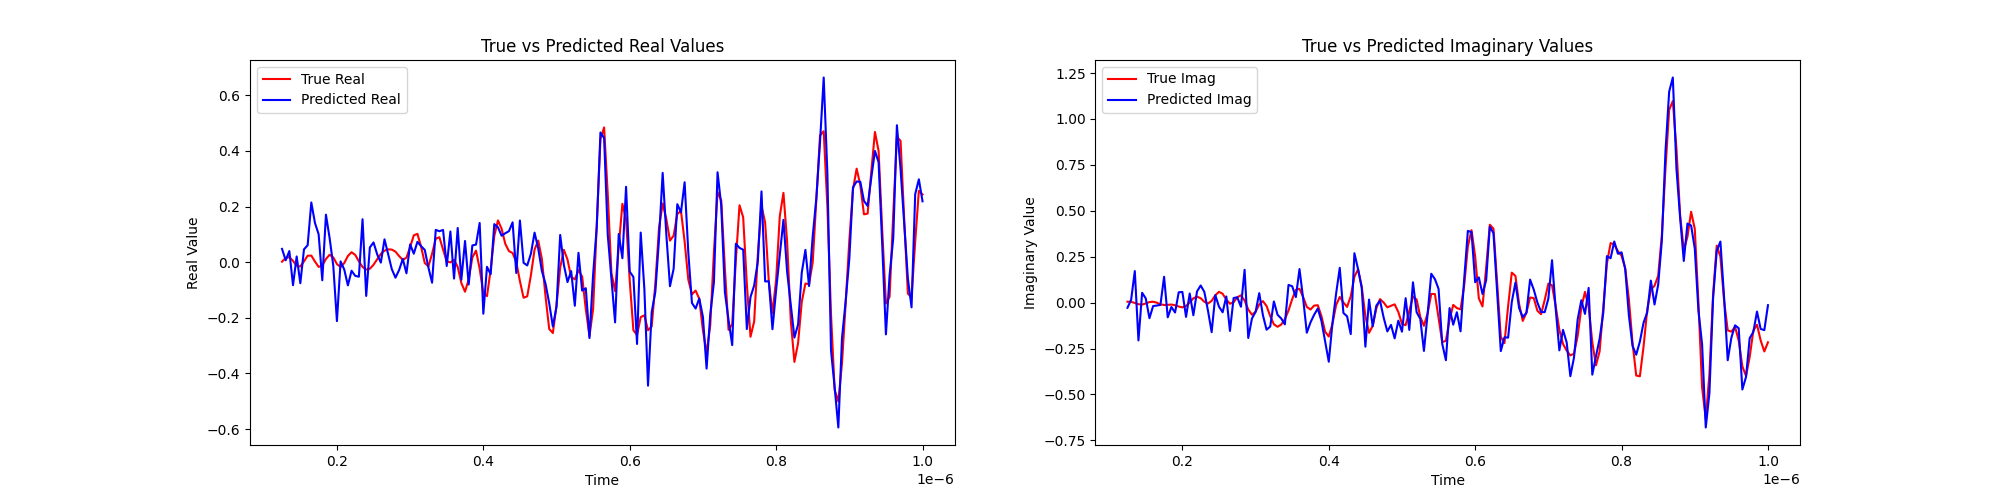 True vs Predicted Real Values
True Real
Predicted Real
Real Value
0.6
0.4
0.2
0.0
−0.2
−0.4
−0.6
0.2
0.4
0.6
0.8
1.0
1e−6
Time
True vs Predicted Imaginary Values
True Imag
Predicted Imag
Imaginary Value
1.25
1.00
0.75
0.50
0.25
0.00
−0.25
−0.50
−0.75
0.2
0.4
0.6
0.8
1.0
1e−6
Time